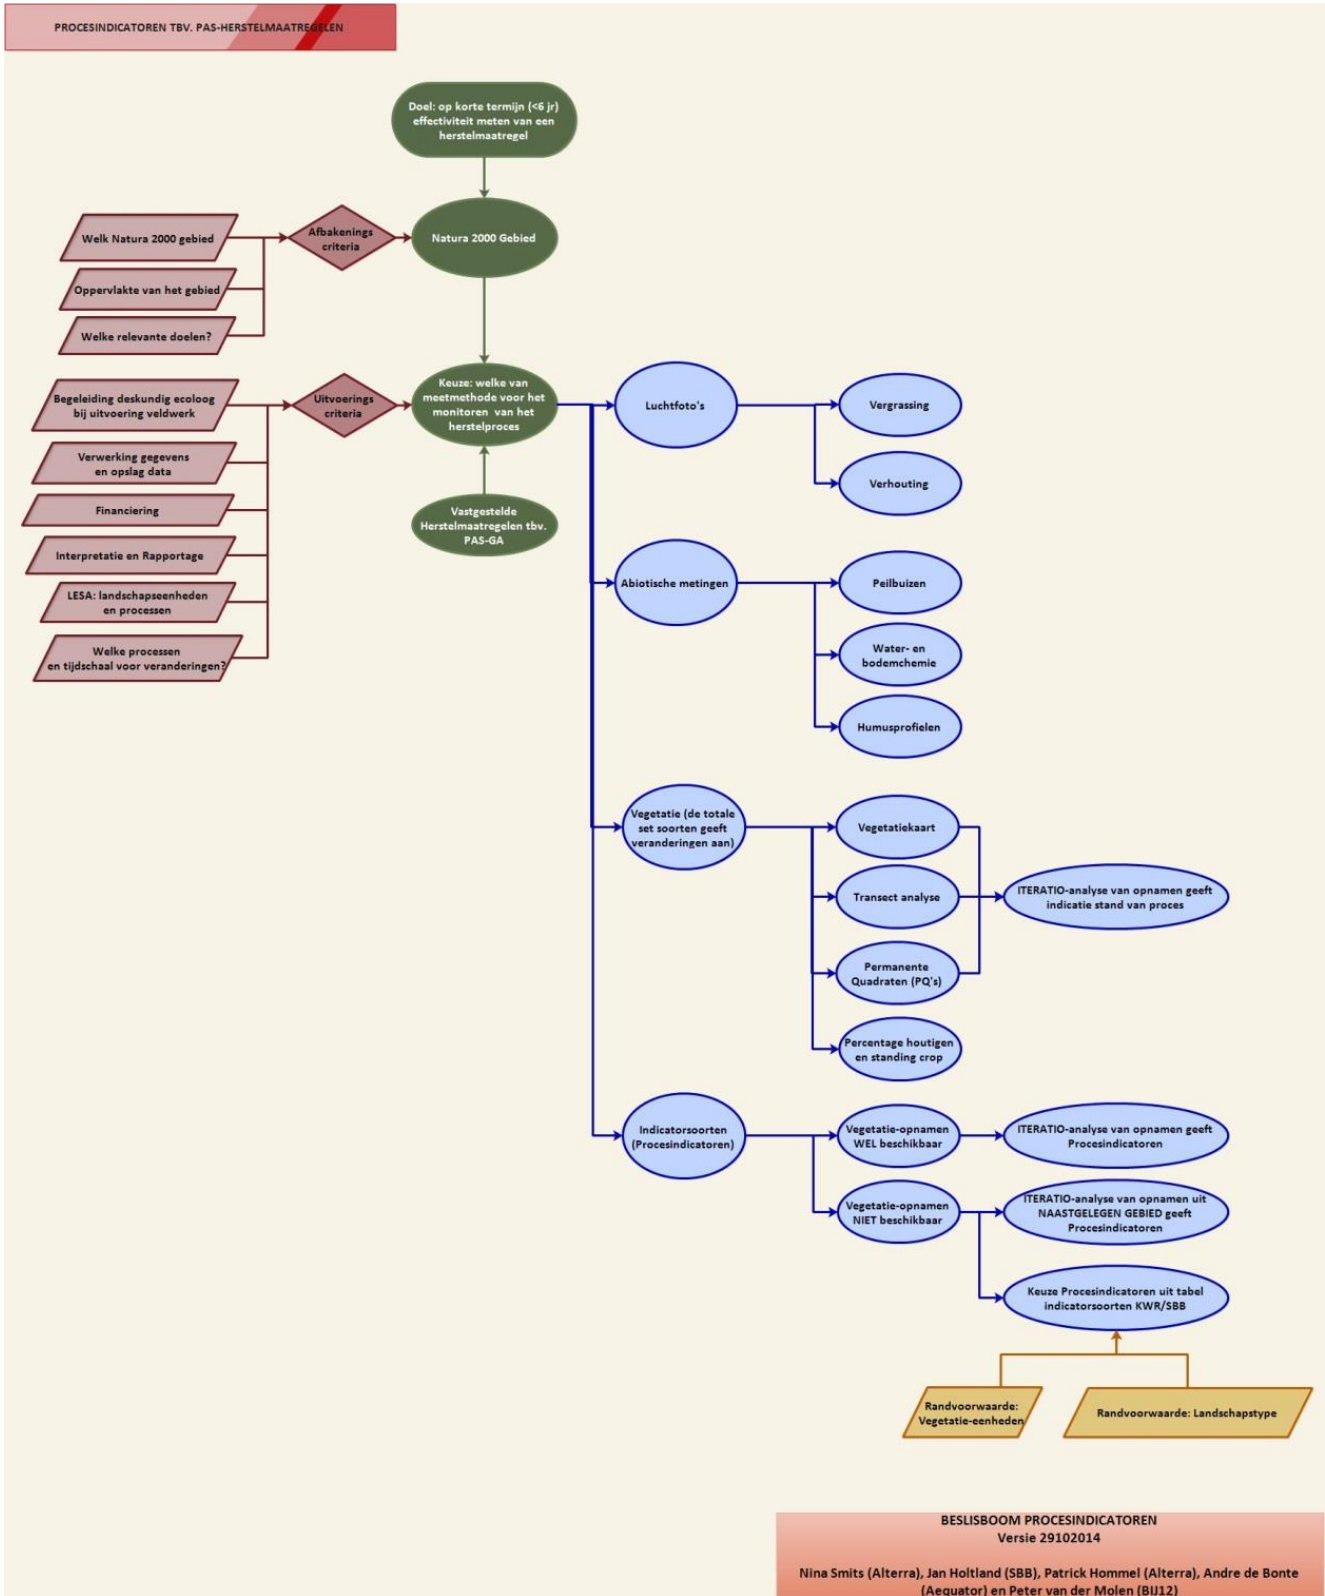 PROCESINDICATOREN TBV. PAS-HERSTELMAATREGELEN
Doel: op korte termijn (<6 jr)
effectiviteit meten van een
herstelmaatregel
Welk Natura 2000 gebied
Afbakenings
criteria
Natura 2000 Gebied
Oppervlakte van het gebied
Welke relevante doelen?
Begeleiding deskundig ecoloog
bij uitvoering veldwerk
Uitvoerings
criteria
Keuze: welke van
meetmethode voor het
monitoren van het
herstelproces
Luchtfoto's
Vergrassing
Verhouting
Verwerking gegevens
en opslag data
Financiering
Vastgestelde
Herstelmaatregelen tbv.
PAS-GA
Interpretatie en Rapportage
LESA: landschapseenheden
en processen
Welke processen
en tijdschaal voor veranderingen?
Abiotische metingen
Peilbuizen
Water- en
bodemchemie
Humusprofielen
Vegetatie (de totale
set soorten geeft
veranderingen aan)
Vegetatiekaart
Transect analyse
ITERATIO-analyse van opnamen geeft
indicatie stand van proces
Permanente
Quadraten (PQ's)
Percentage houtigen
en standing crop
Indicatorsoorten
(Procesindicatoren)
Vegetatie-opnamen
WEL beschikbaar
ITERATIO-analyse van opnamen geeft
Procesindicatoren
Vegetatie-opnamen
NIET beschikbaar
ITERATIO-analyse van opnamen uit
NAASTGELEGEN GEBIED geeft
Procesindicatoren
Keuze Procesindicatoren uit tabel
indicatorsoorten KWR/SBB
Randvoorwaarde:
Vegetatie-eenheden
Randvoorwaarde: Landschapstype
BESLISBOOM PROCESINDICATOREN
Versie 29102014
Nina Smits (Alterra), Jan Holtland (SBB), Patrick Hommel (Alterra), Andre de Bonte
(Aequator) en Peter van der Molen (BIJ12)